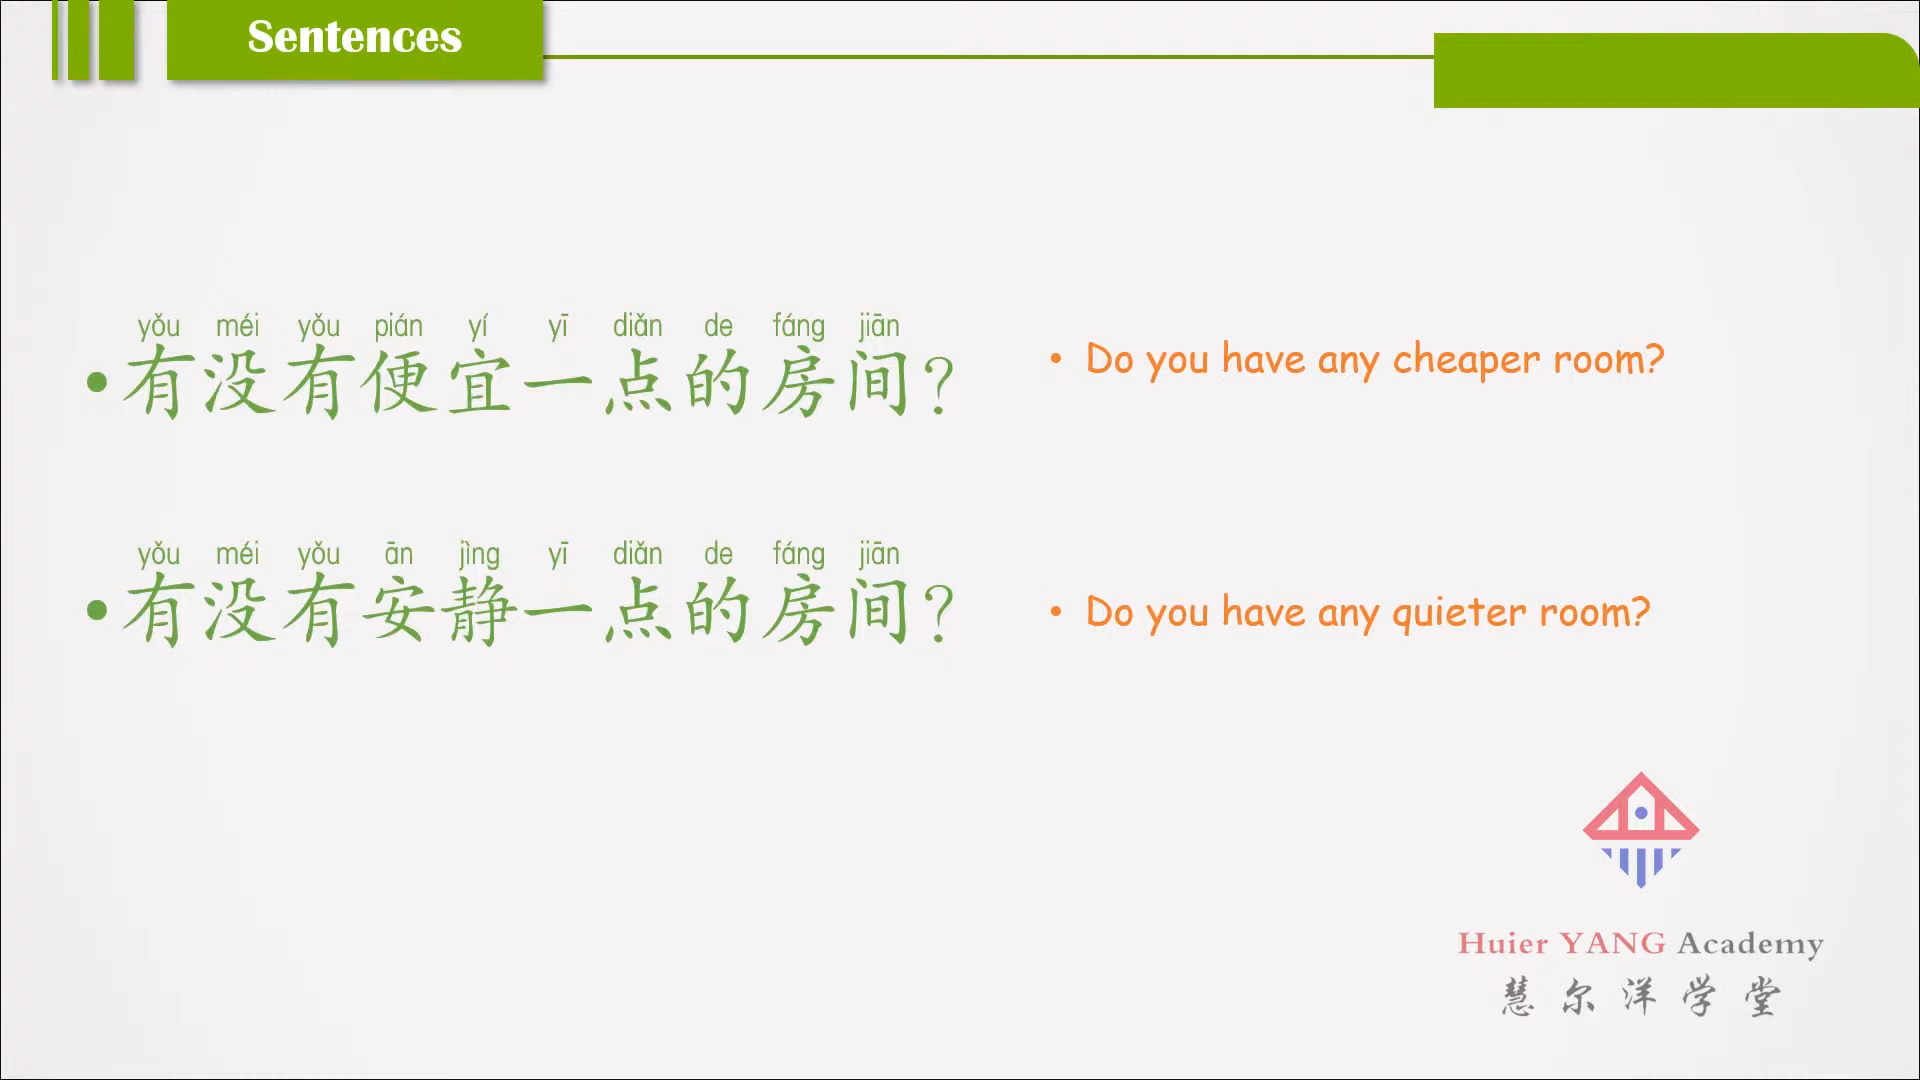 Sentences
yǒu méi yǒu pián yí yī diǎn de fáng jiān
有没有便宜一点的房间?
Do you have any cheaper room?
yǒu méi yǒu ān jìng yī diǎn de fáng jiān
有没有安静一点的房间?
Do you have any quieter room?
Huier YANG Academy
慧尔洋学堂